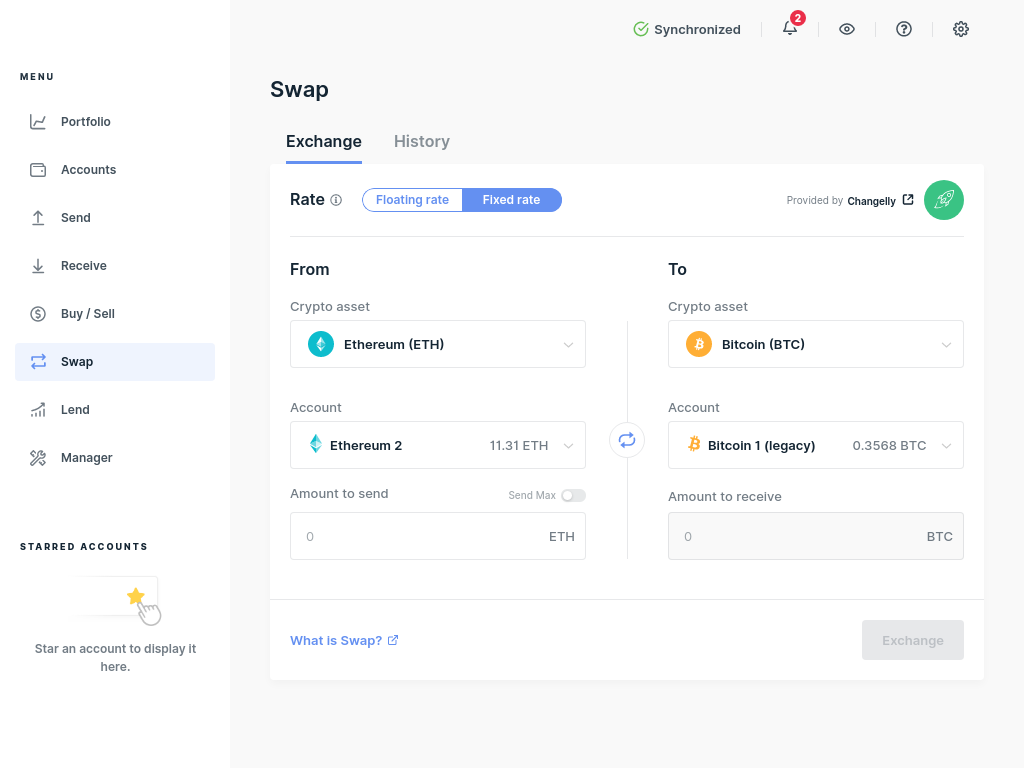 Synchronized
2
MENU
Portfolio
Accounts
Send
Receive
Buy / Sell
Swap
Lend
Manager
STARRED ACCOUNTS
Star an account to display it
here.
Swap
Exchange History
Rate Floating rate Fixed rate Provided by Changelly
From To
Crypto asset Crypto asset
Ethereum (ETH) Bitcoin (BTC)
Account Account
Ethereum 2 11.31 ETH Bitcoin 1 (legacy) 0.3568 BTC
Amount to send Send Max Amount to receive
0 ETH 0 BTC
What is Swap? Exchange